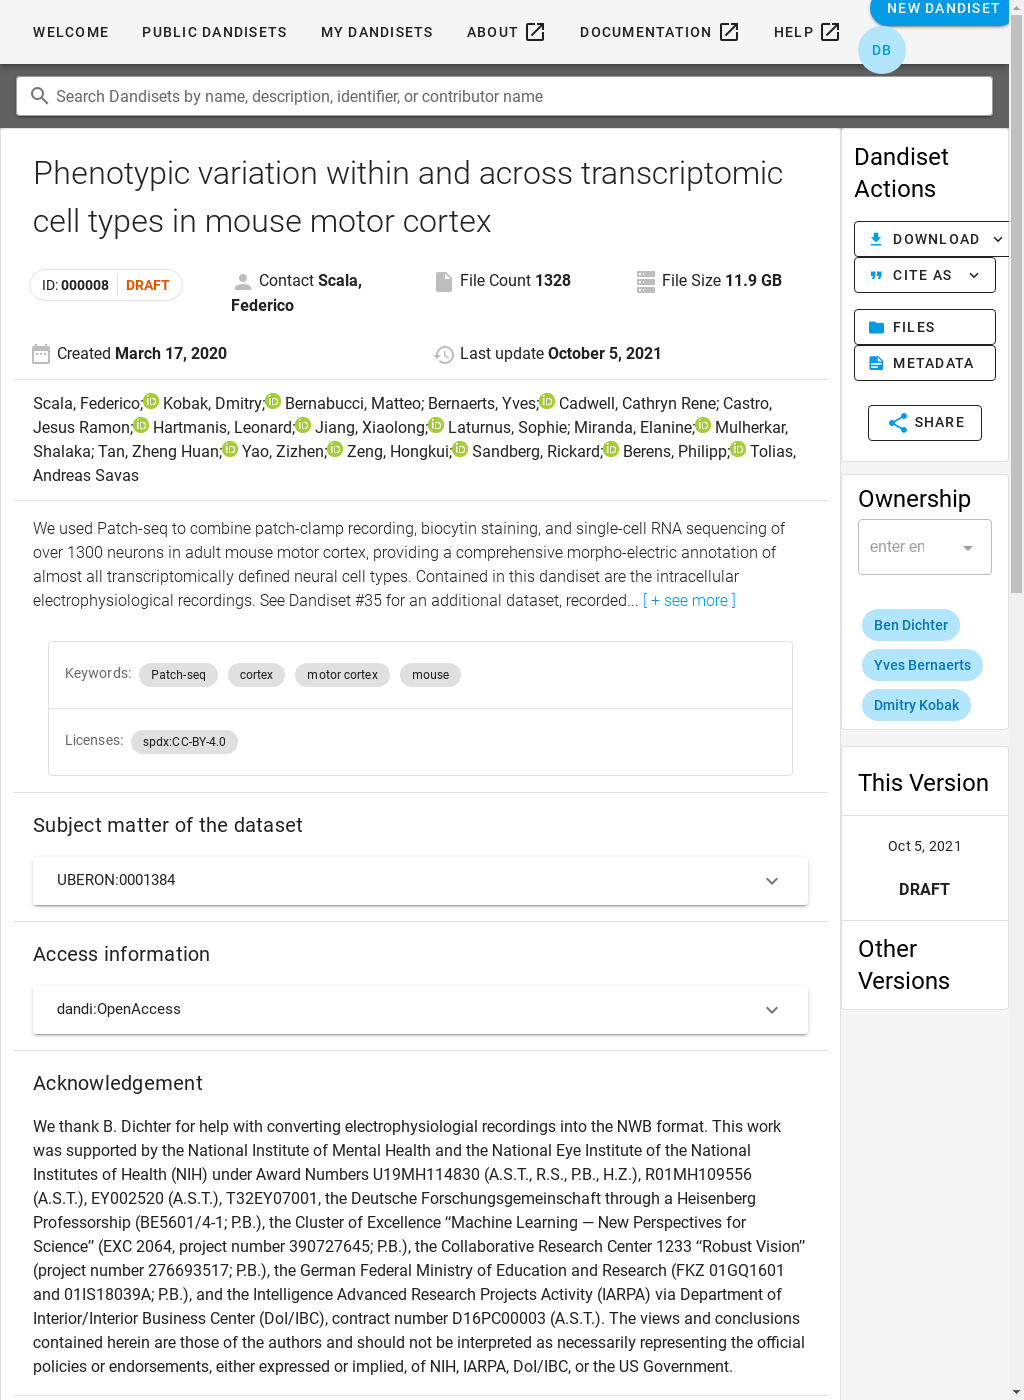 WELCOME
PUBLIC DANDISETS
MY DANDISETS
ABOUT
DOCUMENTATION
HELP
NEW DANDISET
DB
Search Dandisets by name, description, identifier, or contributor name
Phenotypic variation within and across transcriptomic
cell types in mouse motor cortex
ID: 000008 DRAFT
Contact Scala,
Federico
File Count 1328
File Size 11.9 GB
Created March 17, 2020
Last update October 5, 2021
Scala, Federico; Kobak, Dmitry; Bernabucci, Matteo; Bernaerts, Yves; Cadwell, Cathryn Rene; Castro,
Jesus Ramon; Hartmanis, Leonard; Jiang, Xiaolong; Laturnus, Sophie; Miranda, Elanine; Mulherkar,
Shalaka; Tan, Zheng Huan; Yao, Zizhen; Zeng, Hongkui; Sandberg, Rickard; Berens, Philipp; Tolias,
Andreas Savas
We used Patch-seq to combine patch-clamp recording, biocytin staining, and single-cell RNA sequencing of
over 1300 neurons in adult mouse motor cortex, providing a comprehensive morpho-electric annotation of
almost all transcriptomically defined neural cell types. Contained in this dandiset are the intracellular
electrophysiological recordings. See Dandiset #35 for an additional dataset, recorded... [ + see more ]
Keywords: Patch-seq cortex motor cortex mouse
Licenses: spdx:CC-BY-4.0
Subject matter of the dataset
UBERON:0001384
Access information
dandi:OpenAccess
Acknowledgement
We thank B. Dichter for help with converting electrophysiologial recordings into the NWB format. This work
was supported by the National Institute of Mental Health and the National Eye Institute of the National
Institutes of Health (NIH) under Award Numbers U19MH114830 (A.S.T., R.S., P.B., H.Z.), R01MH109556
(A.S.T.), EY002520 (A.S.T.), T32EY07001, the Deutsche Forschungsgemeinschaft through a Heisenberg
Professorship (BE5601/4-1; P.B.), the Cluster of Excellence “Machine Learning — New Perspectives for
Science” (EXC 2064, project number 390727645; P.B.), the Collaborative Research Center 1233 “Robust Vision”
(project number 276693517; P.B.), the German Federal Ministry of Education and Research (FKZ 01GQ1601
and 01IS18039A; P.B.), and the Intelligence Advanced Research Projects Activity (IARPA) via Department of
Interior/Interior Business Center (DoI/IBC), contract number D16PC00003 (A.S.T.). The views and conclusions
contained herein are those of the authors and should not be interpreted as necessarily representing the official
policies or endorsements, either expressed or implied, of NIH, IARPA, DoI/IBC, or the US Government.
Dandiset
Actions
DOWNLOAD
CITE AS
FILES
METADATA
SHARE
Ownership
enter en
Ben Dichter
Yves Bernaerts
Dmitry Kobak
This Version
Oct 5, 2021
DRAFT
Other
Versions